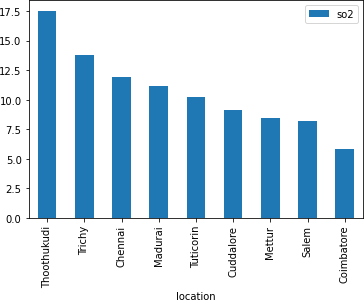 17.5
15.0
12.5
10.0
7.5
5.0
2.5
0.0
so2
Thoothukudi
Trichy
Chennai
Madurai
Tuticorin
Cuddalore
Mettur
Salem
Coimbatore
location